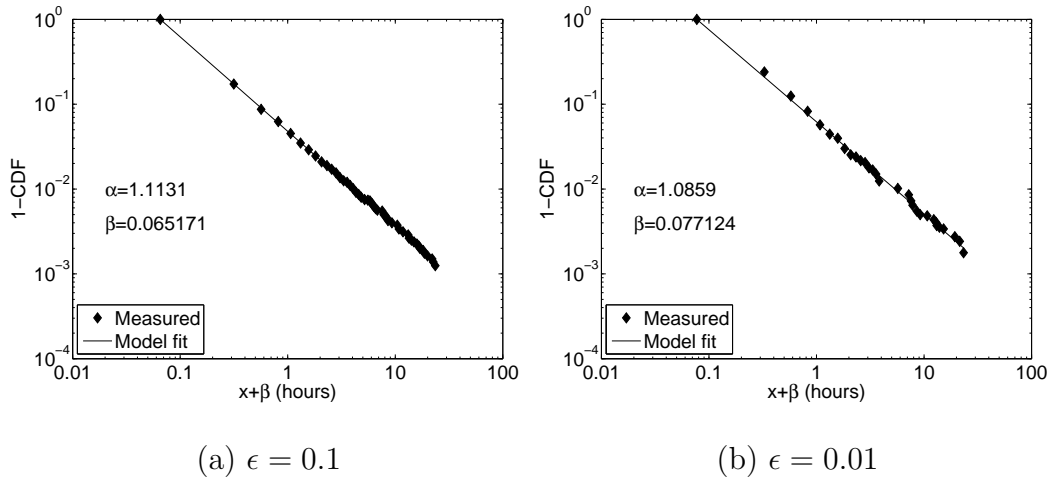 10^0
10^−1
10^−2
10^−3
10^−4
1−CDF
α=1.1131
β=0.065171
Measured
Model fit
0.01 0.1 1 10 100
x+β (hours)
(a) ϵ = 0.1
10^0
10^−1
10^−2
10^−3
10^−4
1−CDF
α=1.0859
β=0.077124
Measured
Model fit
0.01 0.1 1 10 100
x+β (hours)
(b) ϵ = 0.01